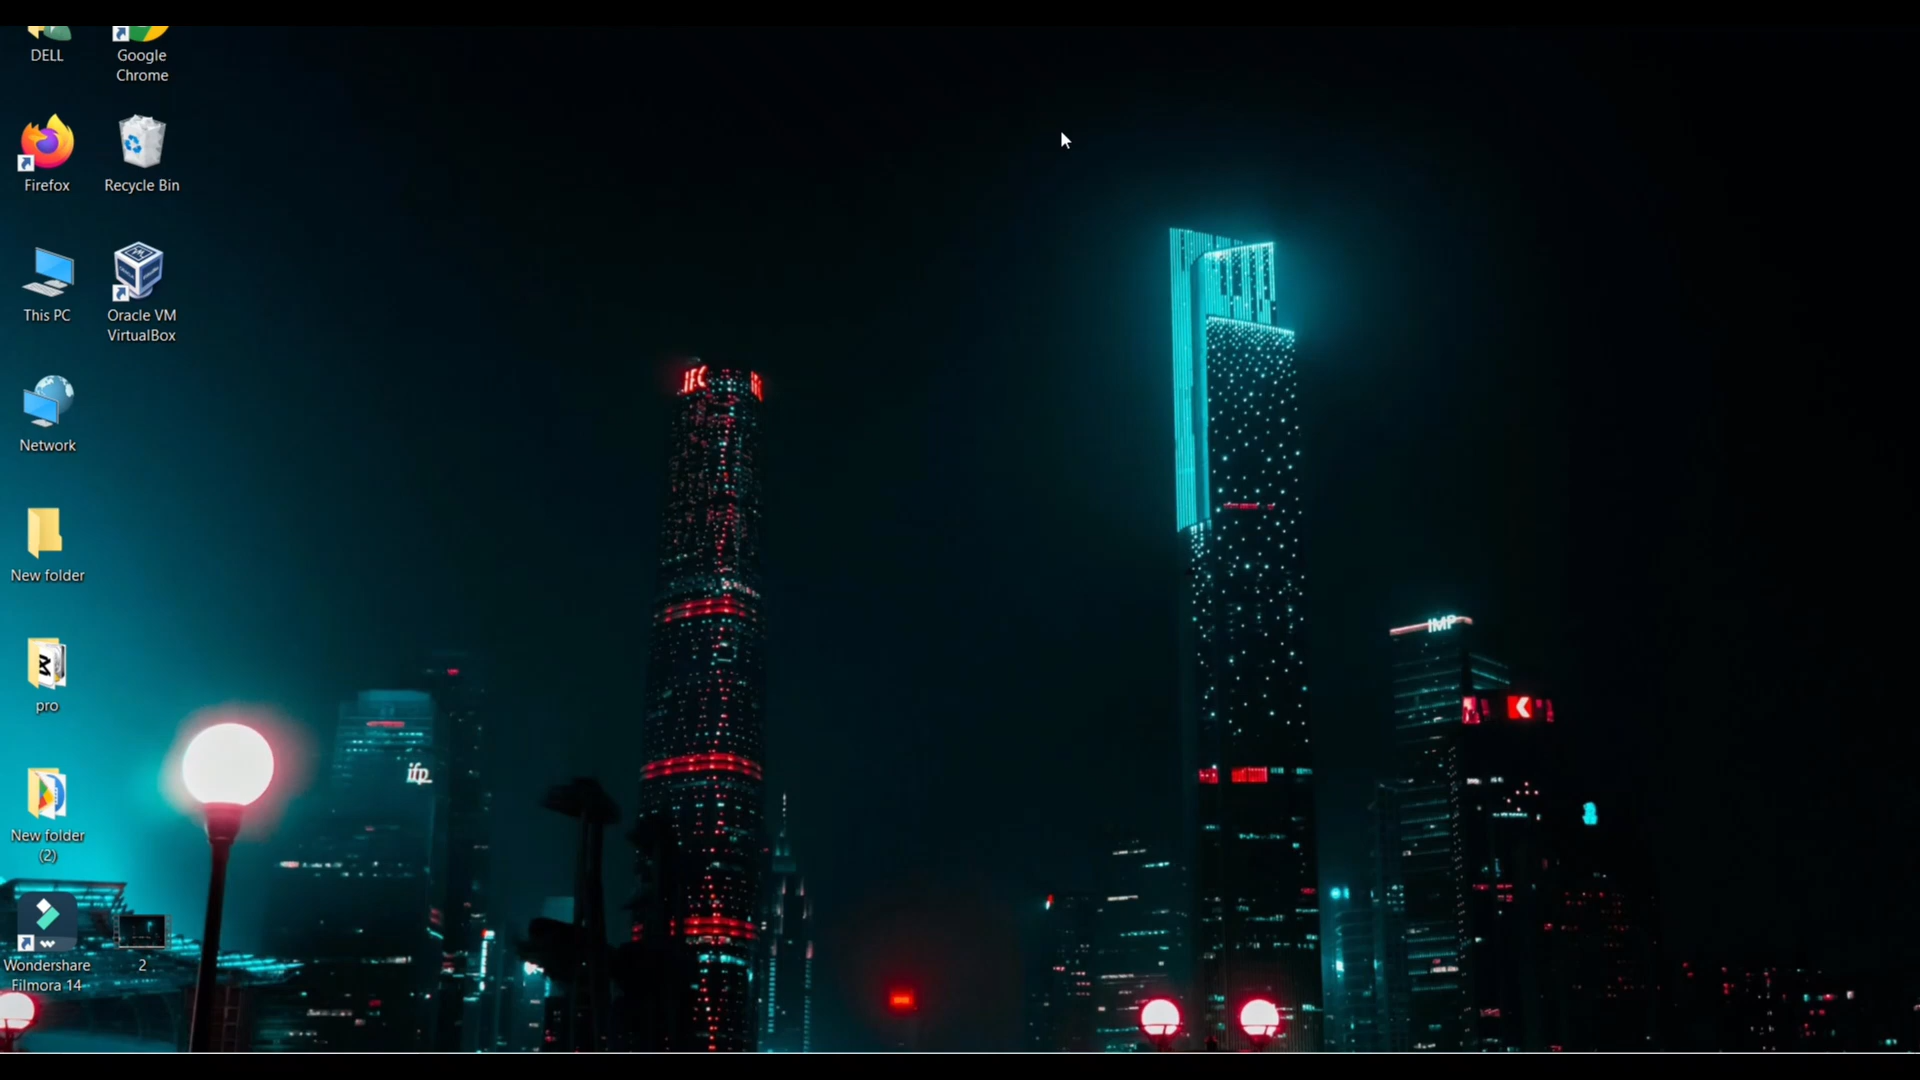 DELL
Google
Chrome
Firefox
Recycle Bin
This PC
Oracle VM
VirtualBox
Network
New folder
pro
New folder
(2)
Wondershare
Filmora 14
2
IFC
IMP
ifp